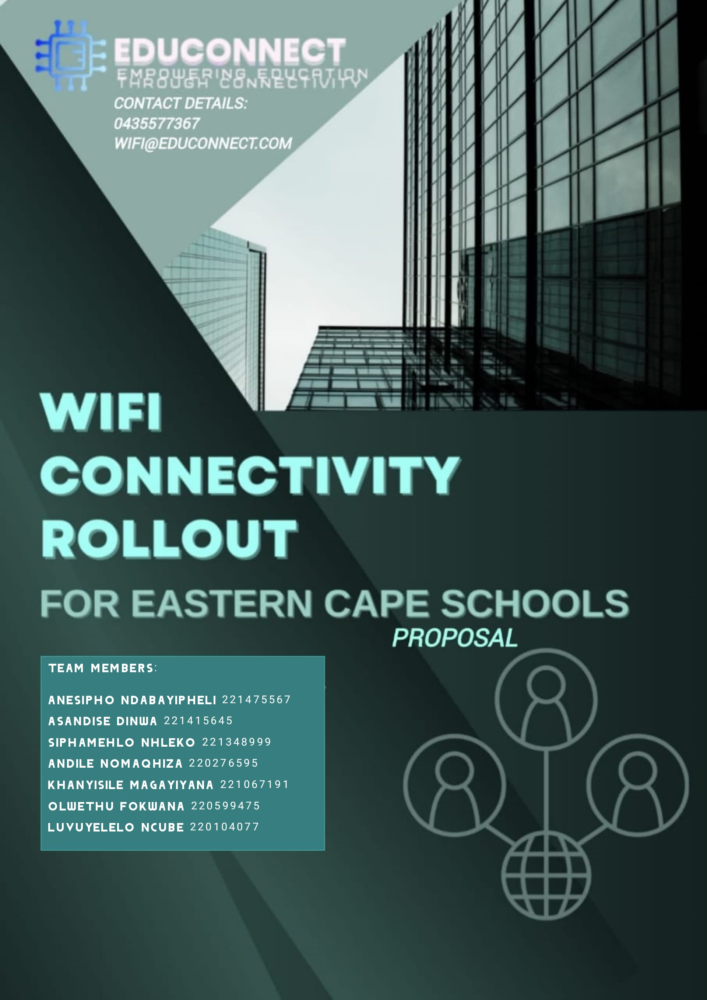 EDUCONNECT
EMPOWERING EDUCATION
THROUGH CONNECTIVITY
CONTACT DETAILS:
0435577367
WIFI@EDUCONNECT.COM
WIFI
CONNECTIVITY
ROLLOUT
FOR EASTERN CAPE SCHOOLS
PROPOSAL
TEAM MEMBERS:
ANESIPHO NDABAYIPHELI 221475567
ASANDISE DINWA 221415645
SIPHAMEHLO NHLEKO 221348999
ANDILE NOMAQHIZA 220276595
KHANYISILE MAGAYIYANA 221067191
OLWETHU FOKWANA 220599475
LUVUYELELO NCUBE 220104077